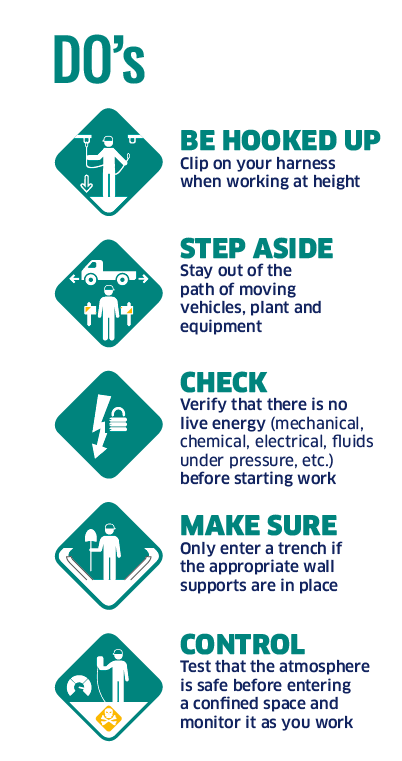 DO's
BE HOOKED UP
Clip on your harness
when working at height
STEP ASIDE
Stay out of the
path of moving
vehicles, plant and
equipment
CHECK
Verify that there is no
live energy (mechanical,
chemical, electrical, fluids
under pressure, etc.)
before starting work
MAKE SURE
Only enter a trench if
the appropriate wall
supports are in place
CONTROL
Test that the atmosphere
is safe before entering
a confined space and
monitor it as you work